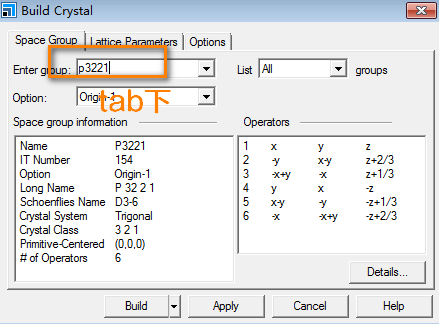 Build Crystal
Space Group Lattice Parameters Options
Enter group: p3221 List All groups
Option: Origin-1
tab下
Space group information
Name P3221
IT Number 154
Option Origin-1
Long Name P 32 2 1
Schoenflies Name D3-6
Crystal System Trigonal
Crystal Class 3 2 1
Primitive-Centered (0,0,0)
# of Operators 6
Operators
1 x y z
2 -y x-y z+2/3
3 -x+y -x z+1/3
4 y x -z
5 x-y -y -z+1/3
6 -x -x+y -z+2/3
Details...
Build Apply Cancel Help